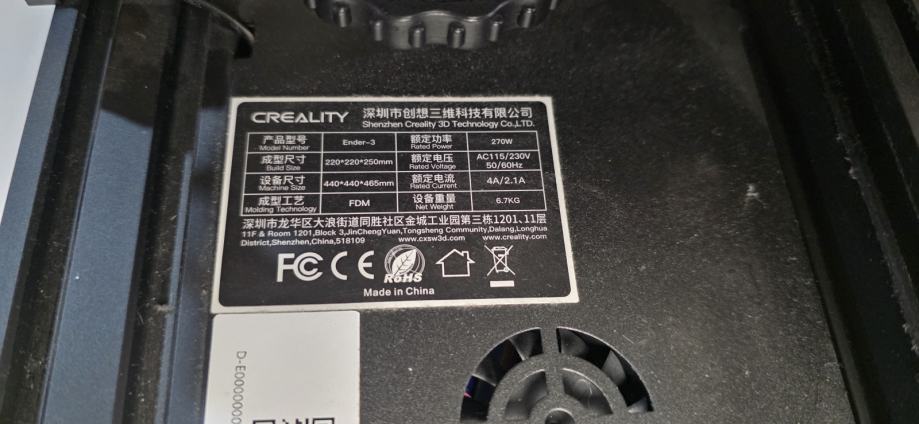 CREALITY 深圳市创想三维科技有限公司
Shenzhen Creality 3D Technology Co.,LTD.
产品型号 Ender-3 额定功率 270W
Model Number Rated Power
成型尺寸 220*220*250mm 额定电压 AC115/230V
Build Size Rated Voltage 50/60Hz
设备尺寸 440*440*465mm 额定电流 4A/2.1A
Machine Size Rated Current
成型工艺 FDM 设备重量 6.7KG
Molding Technology Net Weight
深圳市龙华区大浪街道同胜社区金城工业园第三栋1201,11层
11F & Room 1201,Block 3,JinChengYuan,Tongsheng Community,Dalang,Longhua
District,Shenzhen,China,518109 www.cxsw3d.com www.creality.com
FC CE RoHS
Made in China
D-E0000000